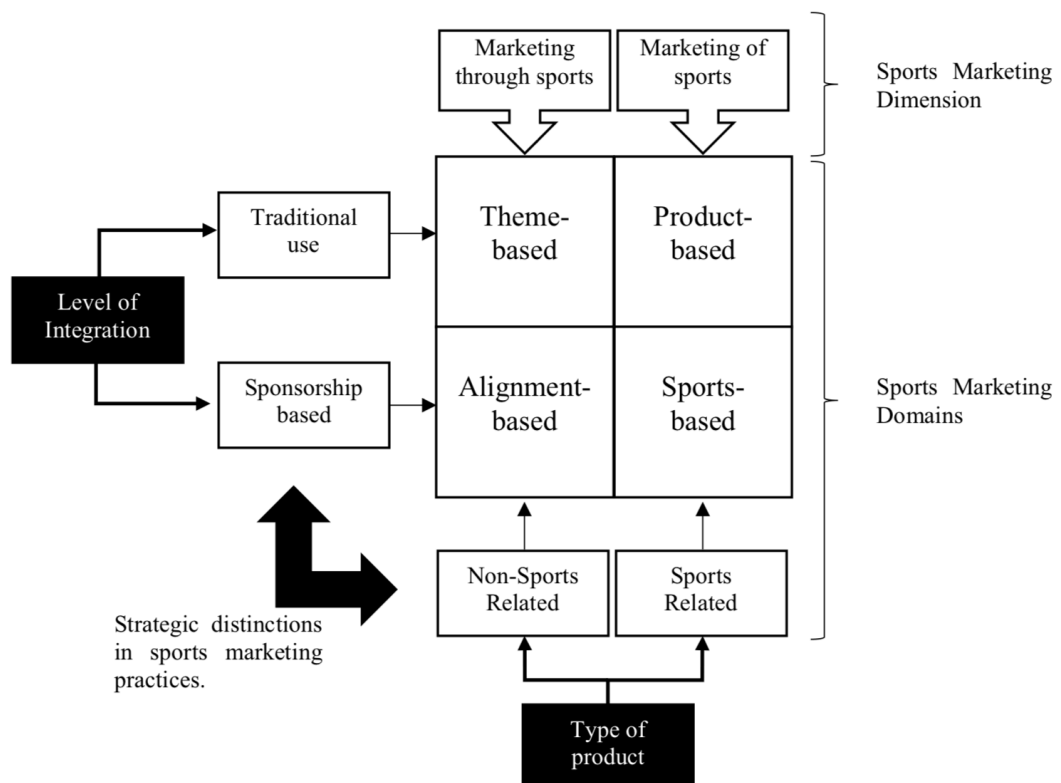 Marketing
through sports
Marketing of
sports
Sports Marketing
Dimension
Traditional
use
Theme-
based
Product-
based
Level of
Integration
Sponsorship
based
Alignment-
based
Sports-
based
Sports Marketing
Domains
Non-Sports
Related
Sports
Related
Strategic distinctions
in sports marketing
practices.
Type of
product